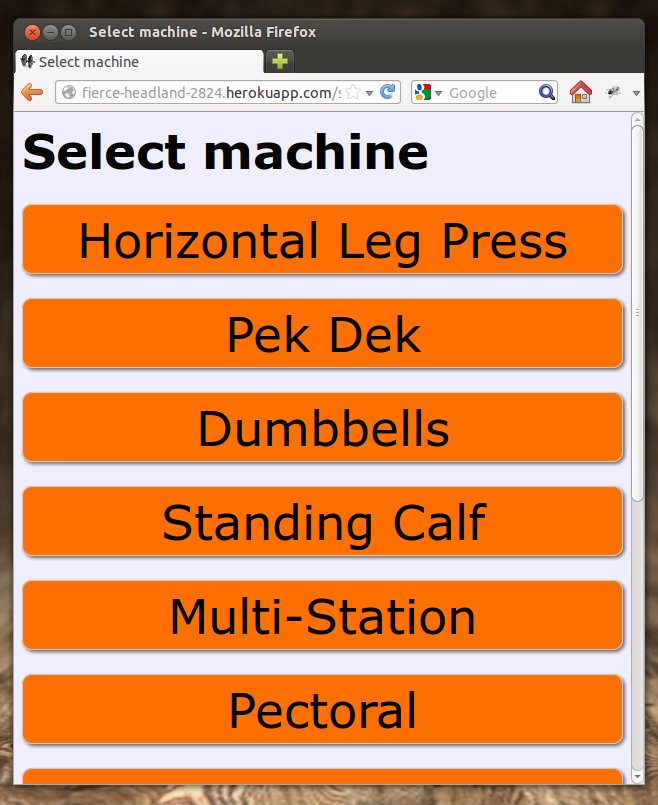 Select machine - Mozilla Firefox
Select machine
fierce-headland-2824.herokuapp.com/s
Google
Select machine
Horizontal Leg Press
Pek Dek
Dumbbells
Standing Calf
Multi-Station
Pectoral